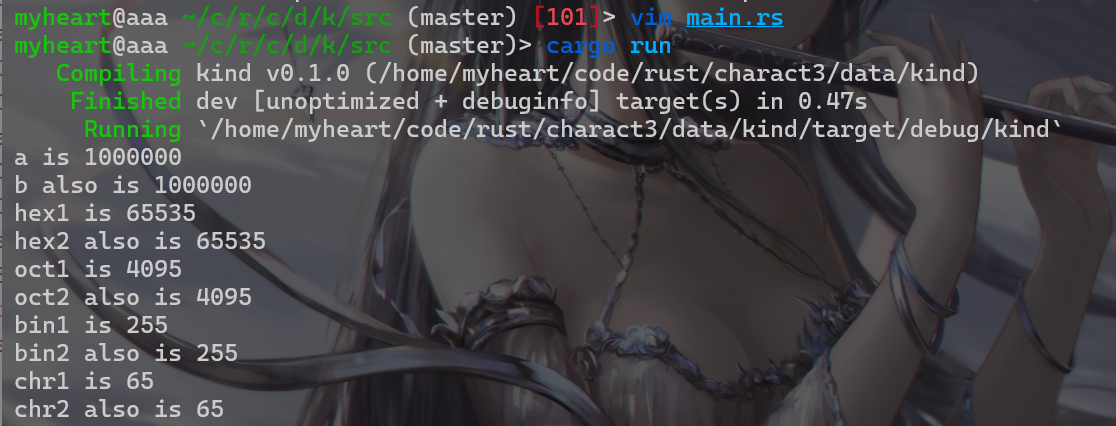 myheart@aaa ~/c/r/c/d/k/src (master) [101]> vim main.rs
myheart@aaa ~/c/r/c/d/k/src (master)> cargo run
   Compiling kind v0.1.0 (/home/myheart/code/rust/charact3/data/kind)
    Finished dev [unoptimized + debuginfo] target(s) in 0.47s
     Running `/home/myheart/code/rust/charact3/data/kind/target/debug/kind`
a is 1000000
b also is 1000000
hex1 is 65535
hex2 also is 65535
oct1 is 4095
oct2 also is 4095
bin1 is 255
bin2 also is 255
chr1 is 65
chr2 also is 65